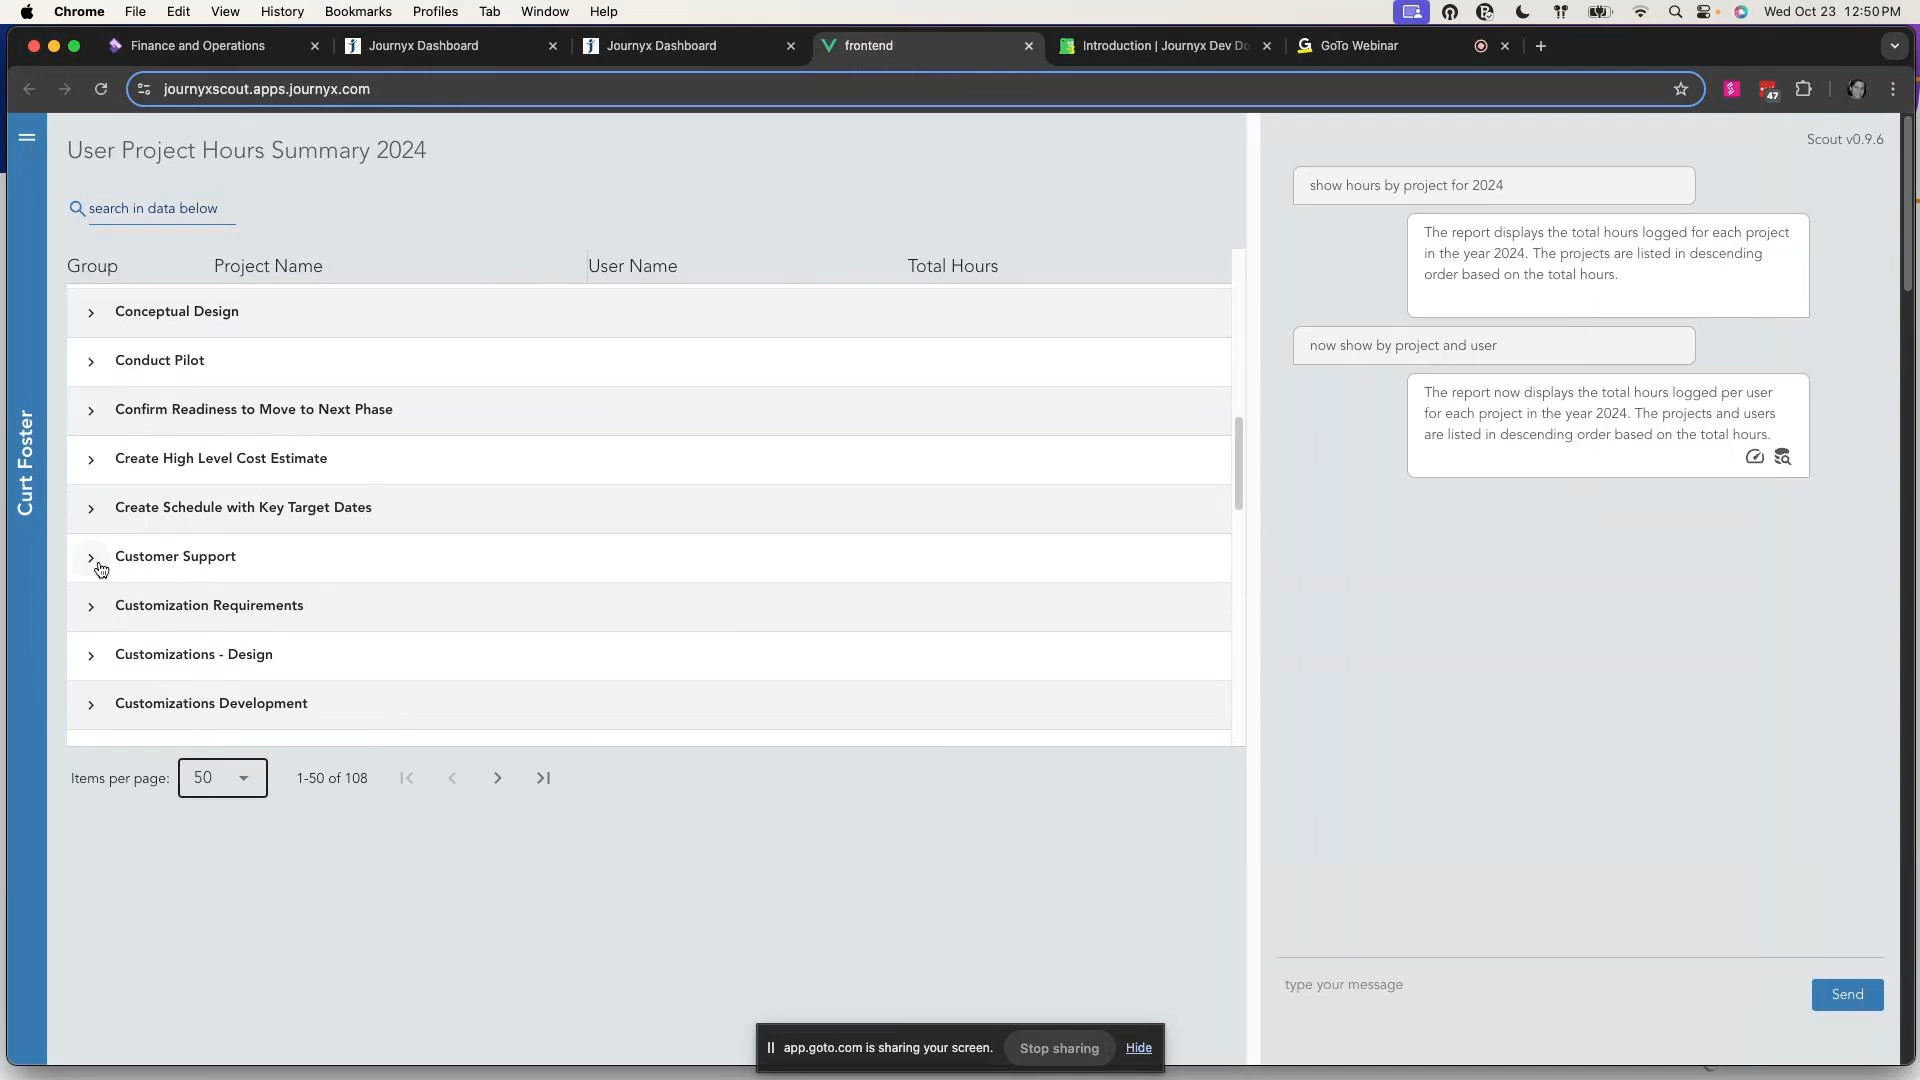 Chrome File Edit View History Bookmarks Profiles Tab Window Help Wed Oct 23 12:50 PM
Finance and Operations Journyx Dashboard Journyx Dashboard frontend Introduction | Journyx Dev Do GoTo Webinar
journyxscout.apps.journyx.com 47
Curt Foster
User Project Hours Summary 2024
search in data below
Group Project Name User Name Total Hours
Conceptual Design
Conduct Pilot
Confirm Readiness to Move to Next Phase
Create High Level Cost Estimate
Create Schedule with Key Target Dates
Customer Support
Customization Requirements
Customizations - Design
Customizations Development
Items per page: 50 1-50 of 108
Scout v0.9.6
show hours by project for 2024
The report displays the total hours logged for each project
in the year 2024. The projects are listed in descending
order based on the total hours.
now show by project and user
The report now displays the total hours logged per user
for each project in the year 2024. The projects and users
are listed in descending order based on the total hours.
type your message
Send
app.goto.com is sharing your screen. Stop sharing Hide